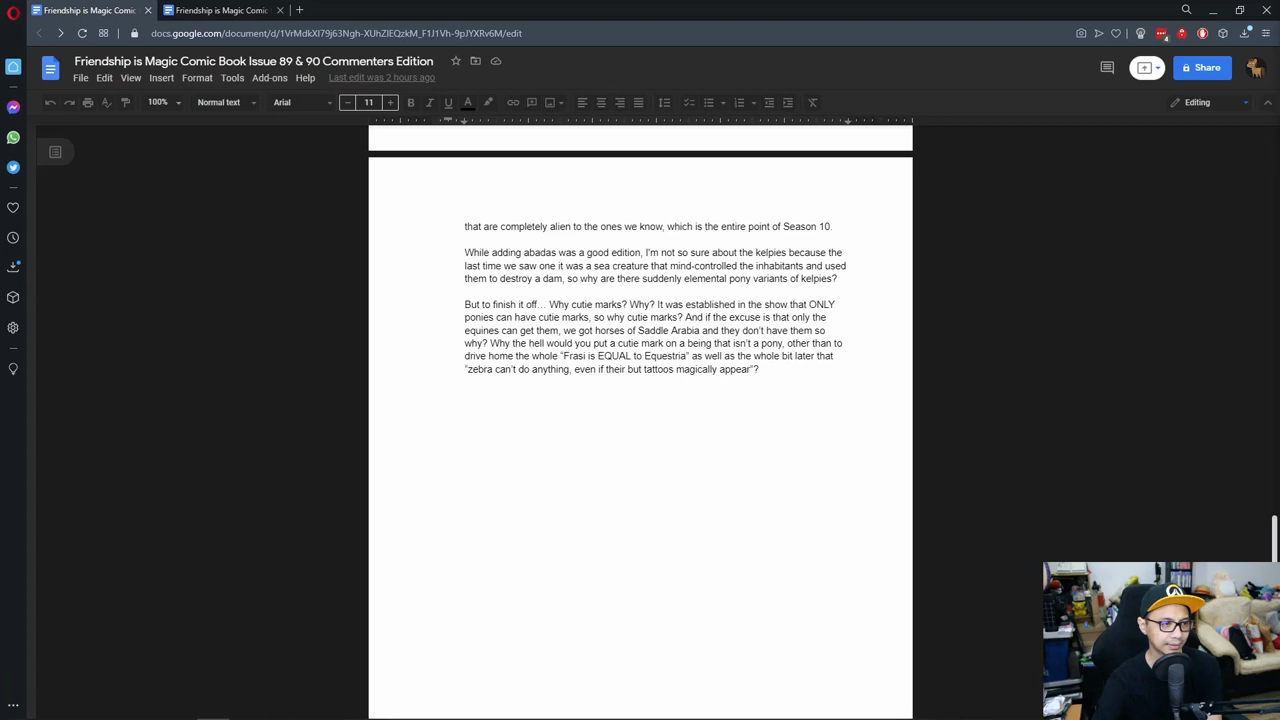 Friendship is Magic Comic
Friendship is Magic Comic
docs.google.com/document/d/1VrMdkXl79j63Ngh-XUhZIEQzkM_F1J1Vh-9pJYXRv6M/edit
Friendship is Magic Comic Book Issue 89 & 90 Commenters Edition
File Edit View Insert Format Tools Add-ons Help Last edit was 2 hours ago
Share
100% Normal text Arial 11 Editing
that are completely alien to the ones we know, which is the entire point of Season 10.
While adding abadas was a good edition, I'm not so sure about the kelpies because the
last time we saw one it was a sea creature that mind-controlled the inhabitants and used
them to destroy a dam, so why are there suddenly elemental pony variants of kelpies?
But to finish it off… Why cutie marks? Why? It was established in the show that ONLY
ponies can have cutie marks, so why cutie marks? And if the excuse is that only the
equines can get them, we got horses of Saddle Arabia and they don't have them so
why? Why the hell would you put a cutie mark on a being that isn't a pony, other than to
drive home the whole “Frasi is EQUAL to Equestria” as well as the whole bit later that
“zebra can't do anything, even if their but tattoos magically appear”?